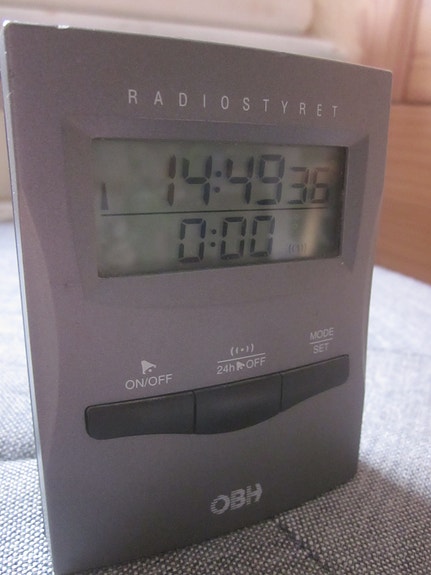 RADIOSTYRET
14:49 36
0:00
ON/OFF
((•))
24h OFF
MODE
SET
OBH